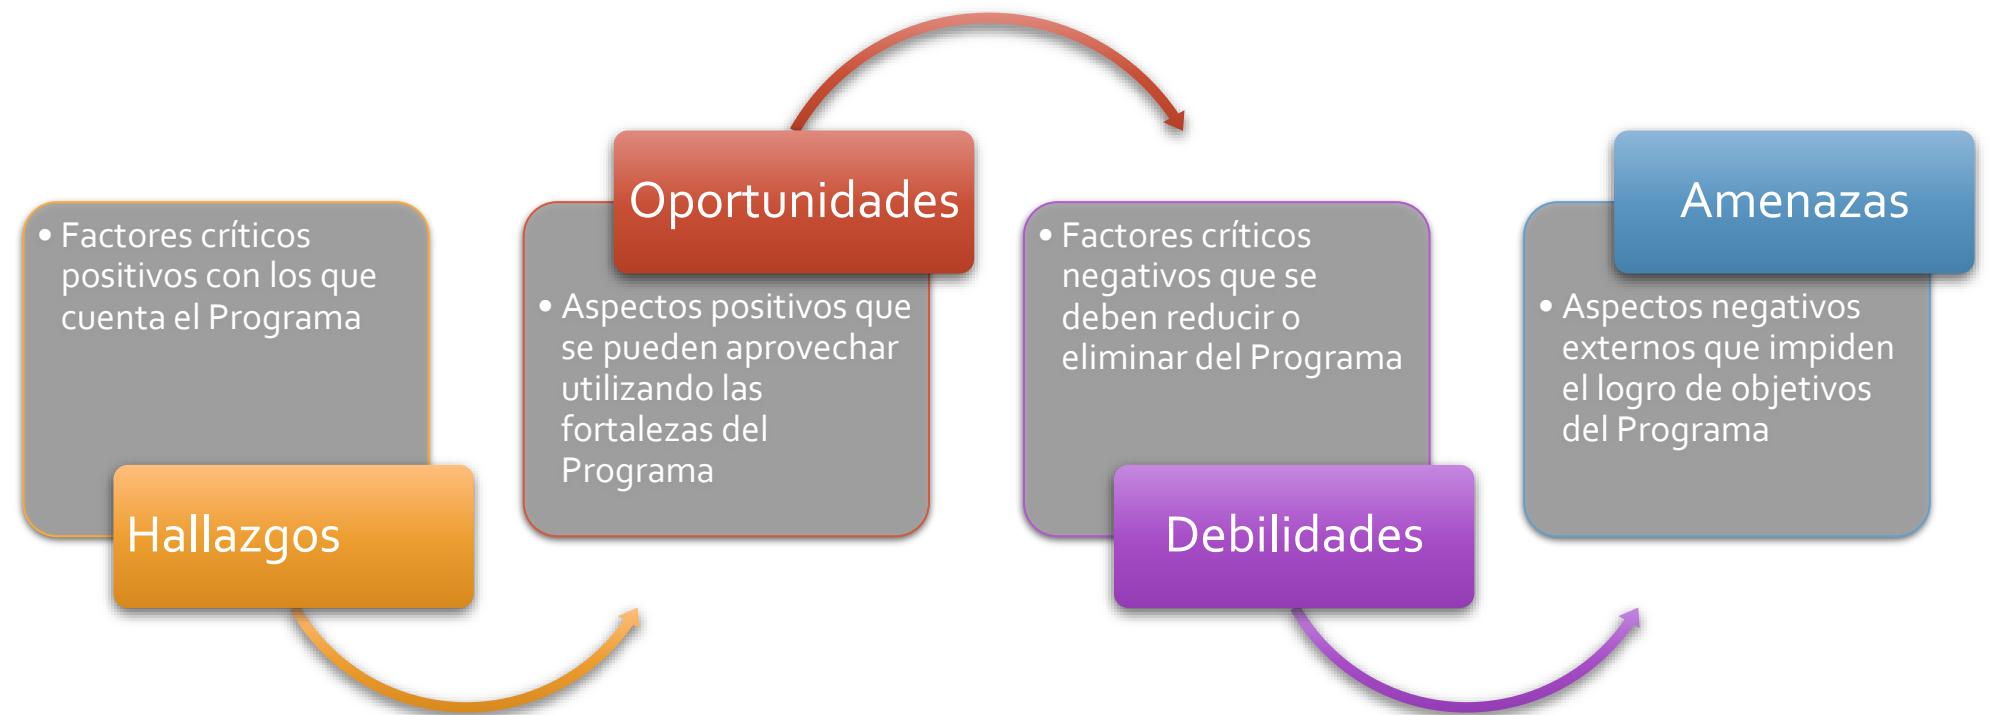 • Factores críticos
positivos con los que
cuenta el Programa
Hallazgos
Oportunidades
• Aspectos positivos que
se pueden aprovechar
utilizando las
fortalezas del
Programa
• Factores críticos
negativos que se
deben reducir o
eliminar del Programa
Debilidades
Amenazas
• Aspectos negativos
externos que impiden
el logro de objetivos
del Programa